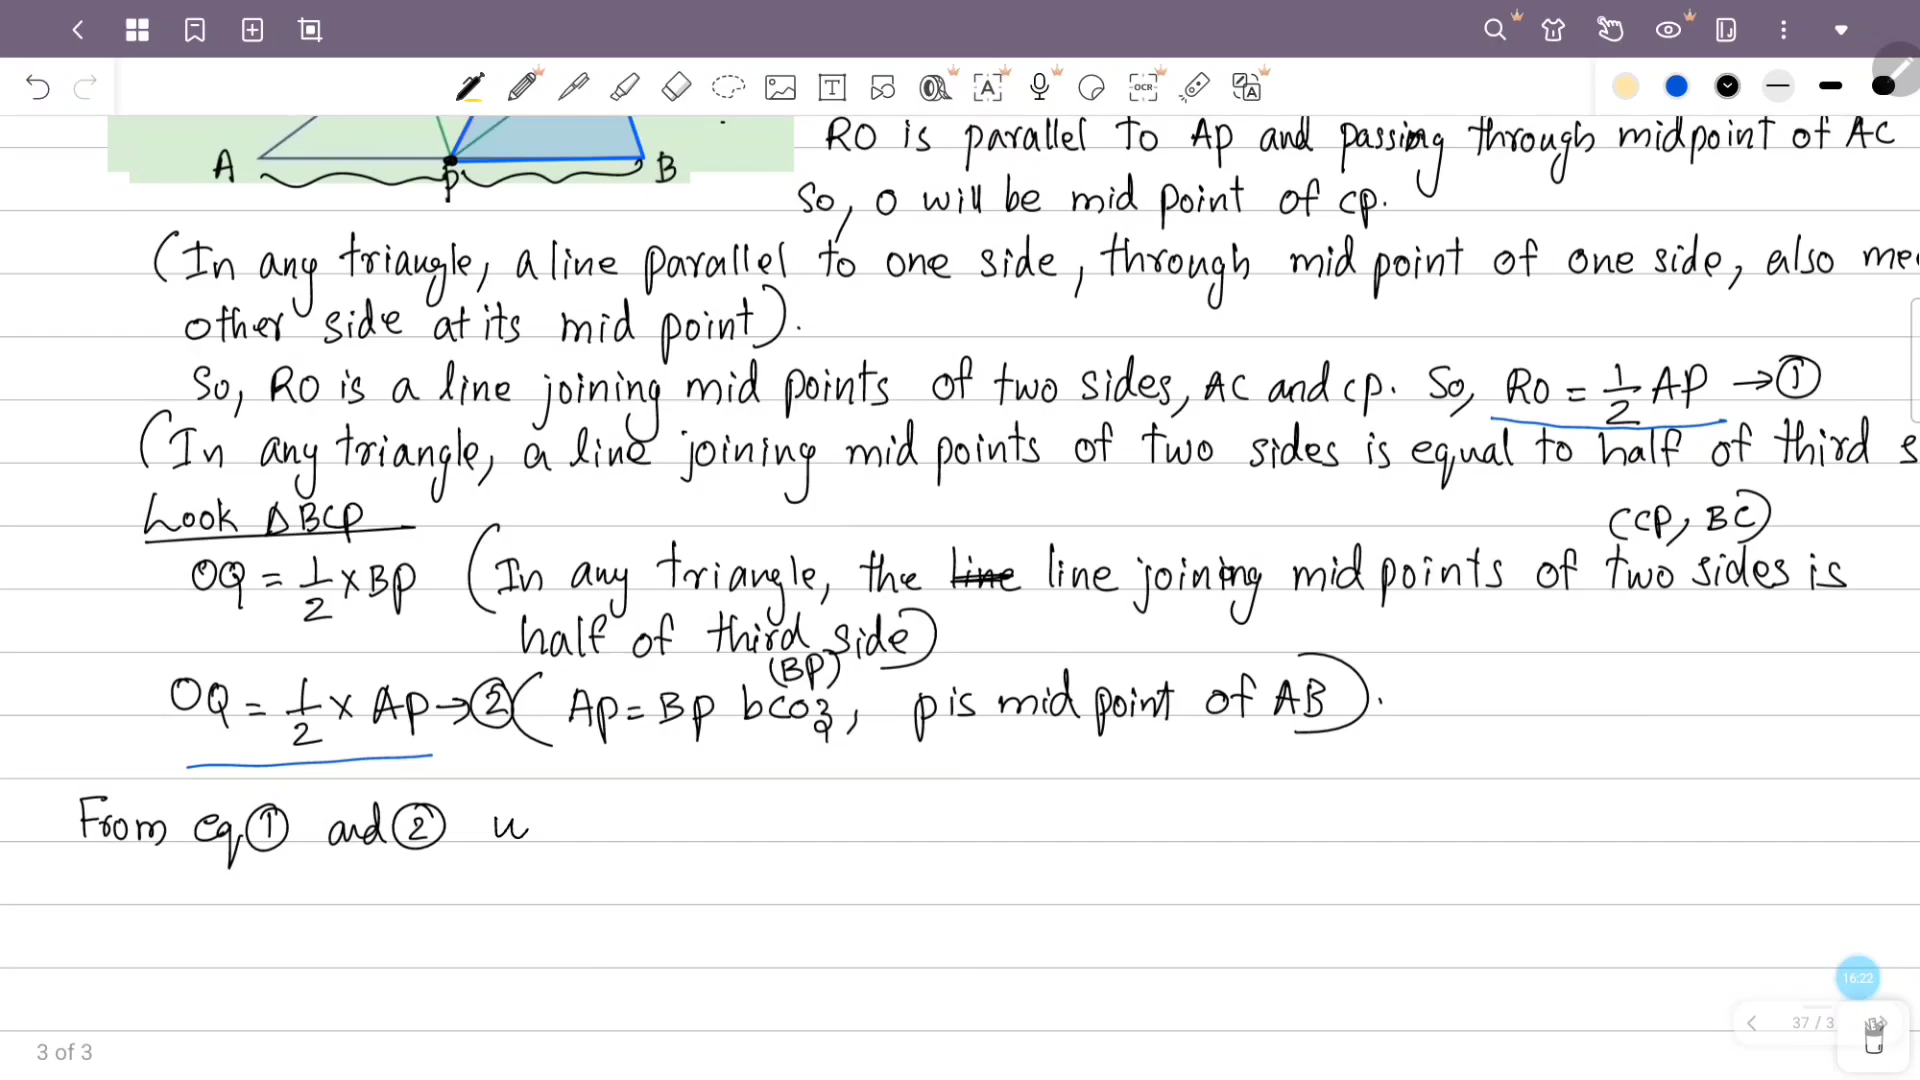 RO is parallel to Ap and passing through midpoint of AC
A P B
So, O will be mid point of cp.
(In any triangle, a line parallel to one side, through mid point of one side, also mee
other side at its mid point).
So, RO is a line joining mid points of two sides, AC and cp. So, RO = 1/2 AP → ①
(In any triangle, a line joining mid points of two sides is equal to half of third s
Look Δ BCP
(CP, BC)
OQ = 1/2 × BP (In any triangle, the line line joining mid points of two sides is
half of third side)
(BP)
OQ = 1/2 × AP → ② (AP = BP bcoz, p is mid point of AB).
From eq ① and ② w
16:22
37 / 3
3 of 3
OCR
T
A
A